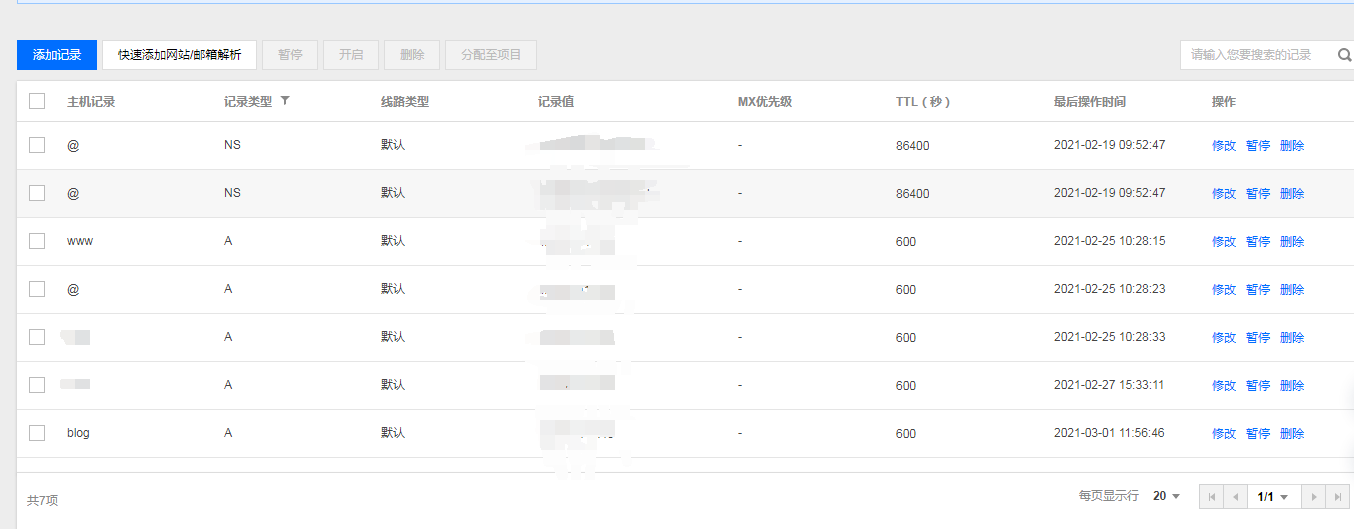 添加记录 快速添加网站/邮箱解析 暂停 开启 删除 分配至项目 请输入您要搜索的记录
主机记录 记录类型 线路类型 记录值 MX优先级 TTL（秒） 最后操作时间 操作
@ NS 默认 - 86400 2021-02-19 09:52:47 修改 暂停 删除
@ NS 默认 - 86400 2021-02-19 09:52:47 修改 暂停 删除
www A 默认 - 600 2021-02-25 10:28:15 修改 暂停 删除
@ A 默认 - 600 2021-02-25 10:28:23 修改 暂停 删除
A 默认 - 600 2021-02-25 10:28:33 修改 暂停 删除
A 默认 - 600 2021-02-27 15:33:11 修改 暂停 删除
blog A 默认 - 600 2021-03-01 11:56:46 修改 暂停 删除
共7项 每页显示行 20 1/1